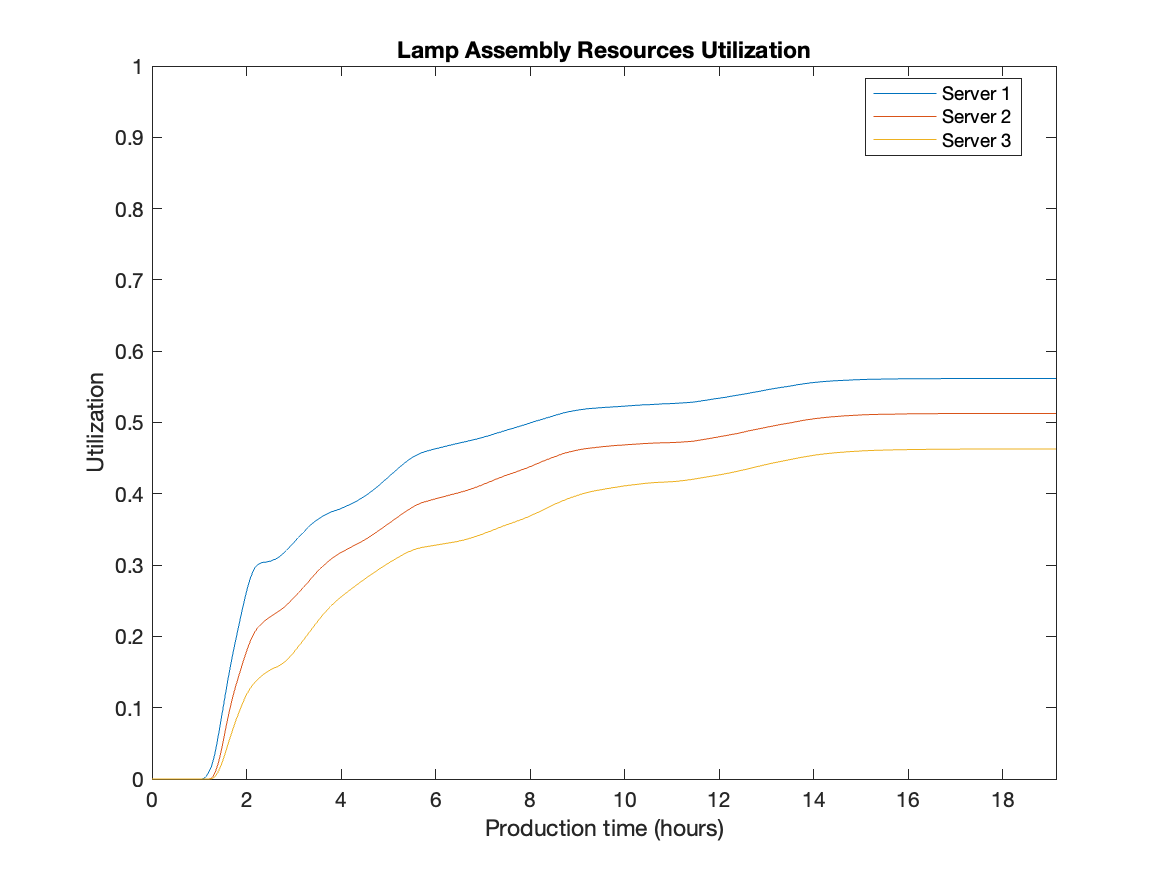 Lamp Assembly Resources Utilization
1
0.9
0.8
0.7
0.6
0.5
0.4
0.3
0.2
0.1
0
Utilization
Server 1
Server 2
Server 3
0 2 4 6 8 10 12 14 16 18
Production time (hours)